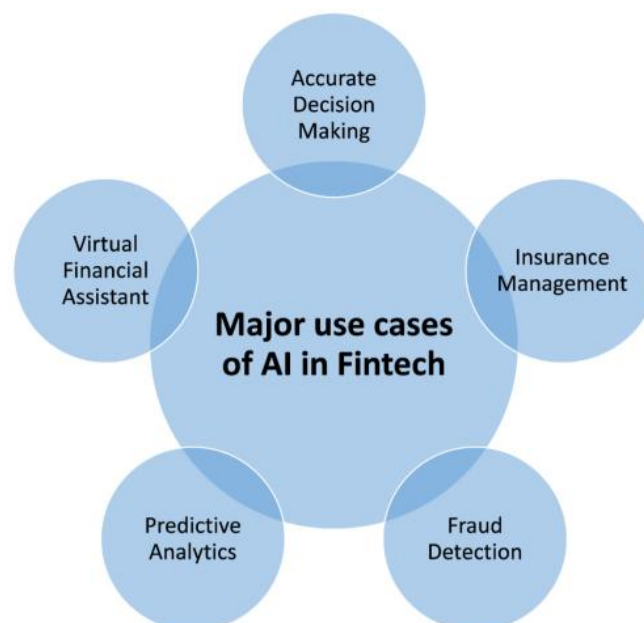 Accurate
Decision
Making
Virtual
Financial
Assistant
Insurance
Management
Major use cases
of AI in Fintech
Predictive
Analytics
Fraud
Detection